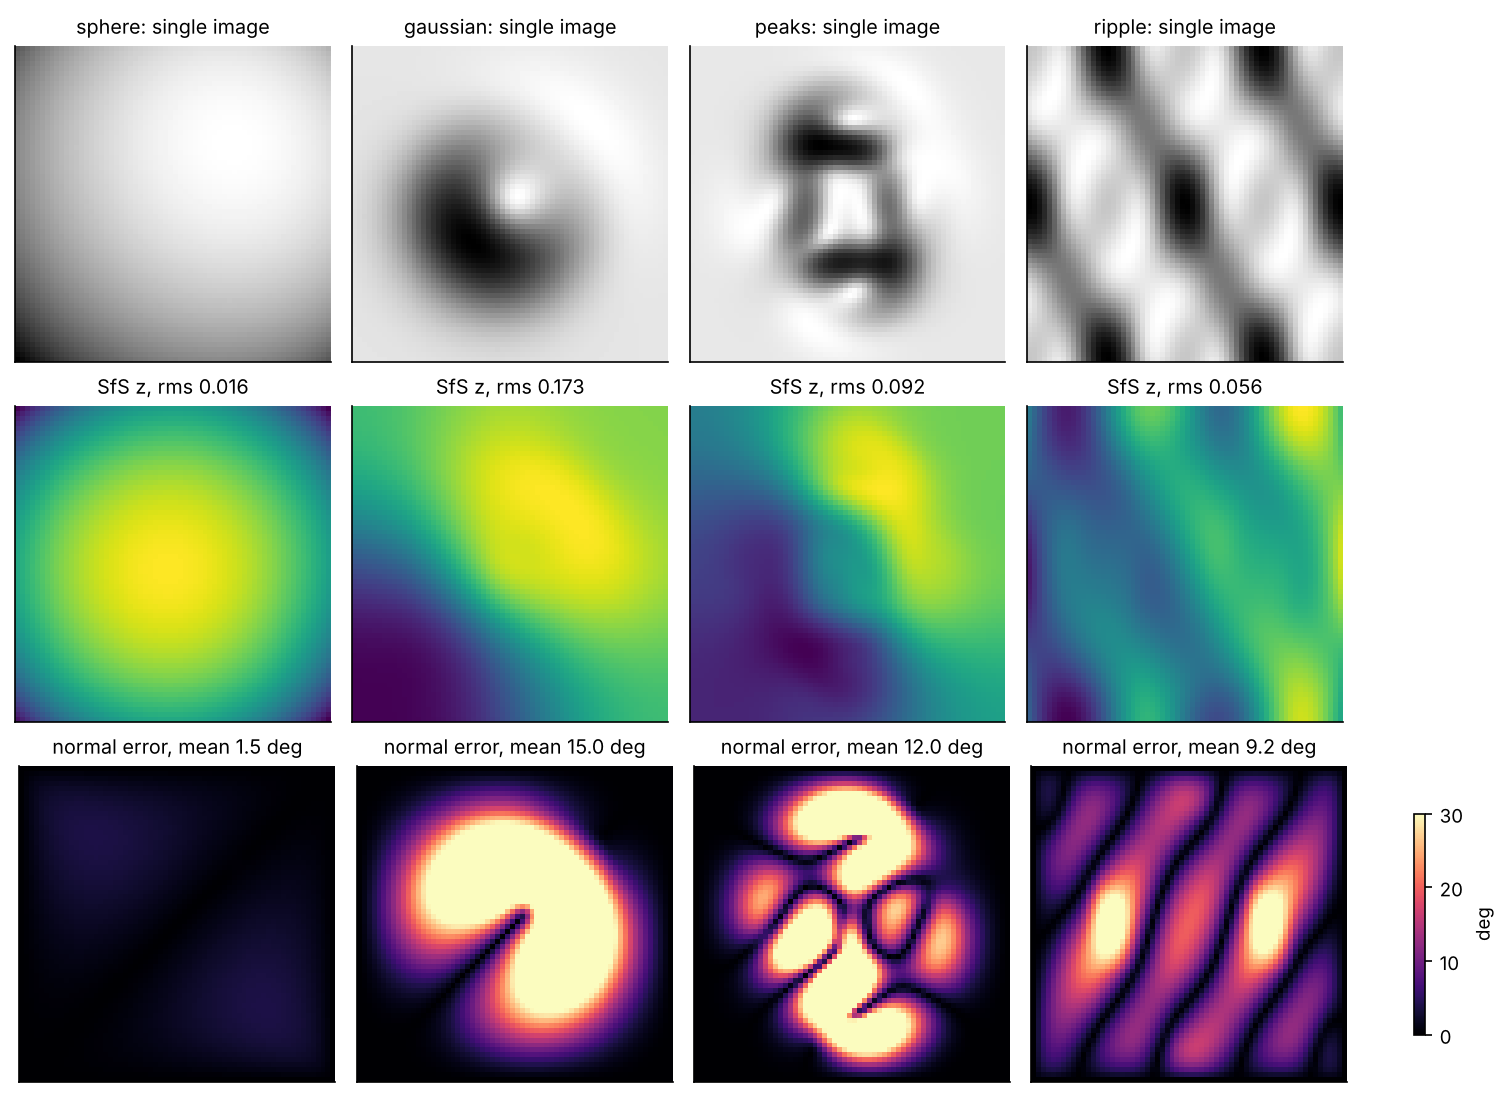 sphere: single image
gaussian: single image
peaks: single image
ripple: single image
SfS z, rms 0.016
SfS z, rms 0.173
SfS z, rms 0.092
SfS z, rms 0.056
normal error, mean 1.5 deg
normal error, mean 15.0 deg
normal error, mean 12.0 deg
normal error, mean 9.2 deg
30
20
10
0
deg